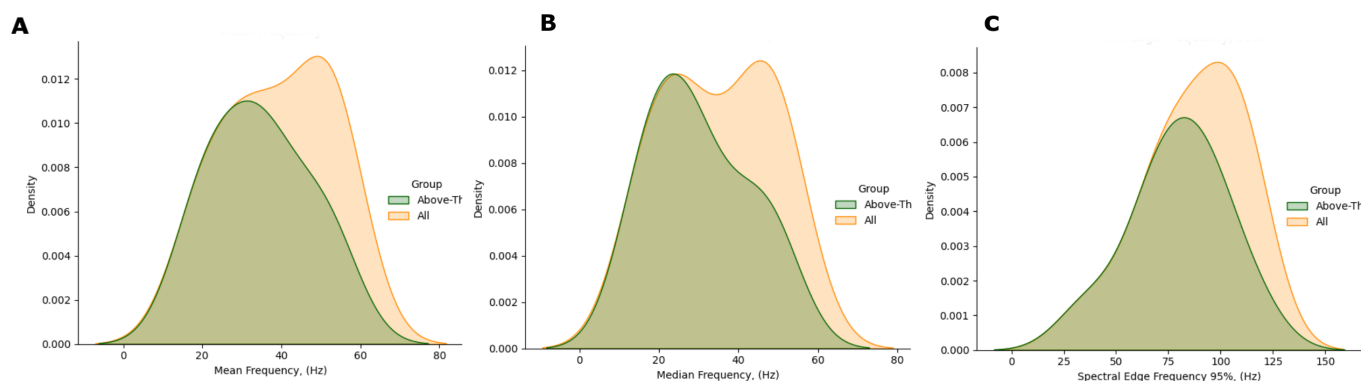 A
Density
0.012
0.010
0.008
0.006
0.004
0.002
0.000
0 20 40 60 80
Mean Frequency, (Hz)
Group
Above-Th
All
B
Density
0.012
0.010
0.008
0.006
0.004
0.002
0.000
0 20 40 60 80
Median Frequency, (Hz)
Group
Above-Th
All
C
Density
0.008
0.007
0.006
0.005
0.004
0.003
0.002
0.001
0.000
0 25 50 75 100 125 150
Spectral Edge Frequency 95%, (Hz)
Group
Above-Th
All